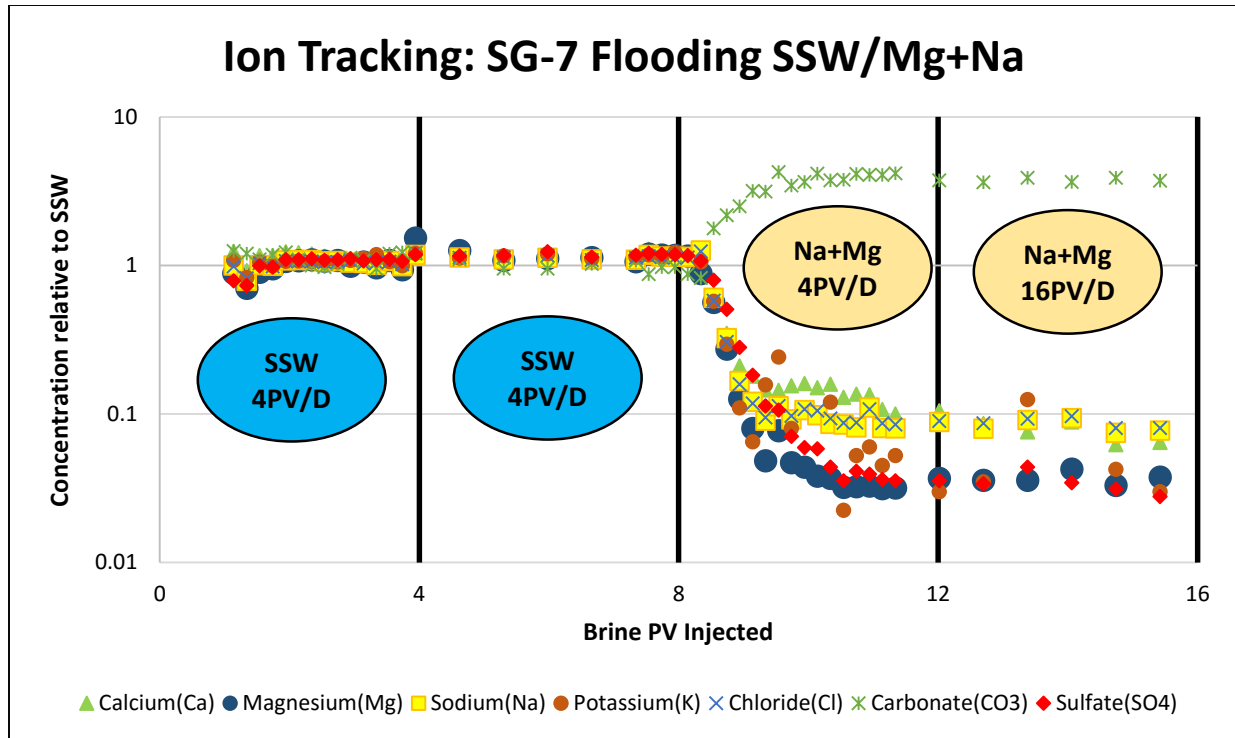 Ion Tracking: SG-7 Flooding SSW/Mg+Na
10
1
0.1
0.01
Concentration relative to SSW
0
4
8
12
16
SSW
4PV/D
SSW
4PV/D
Na+Mg
4PV/D
Na+Mg
16PV/D
Brine PV Injected
Calcium(Ca) Magnesium(Mg) Sodium(Na) Potassium(K) Chloride(Cl) Carbonate(CO3) Sulfate(SO4)